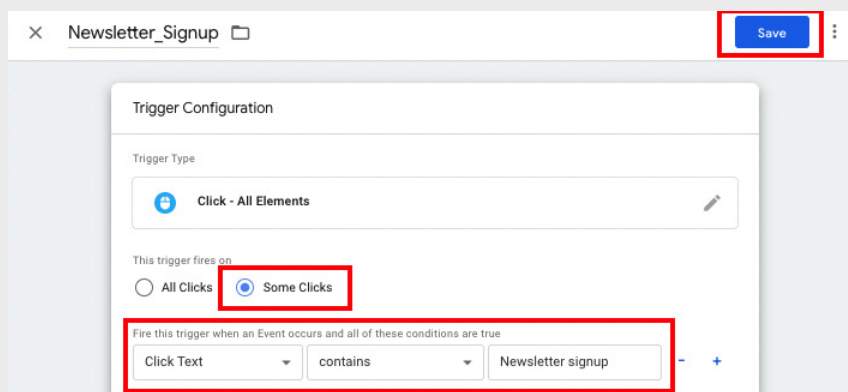 Newsletter_Signup
Save
Trigger Configuration
Trigger Type
Click - All Elements
This trigger fires on
All Clicks Some Clicks
Fire this trigger when an Event occurs and all of these conditions are true
Click Text contains Newsletter signup - +